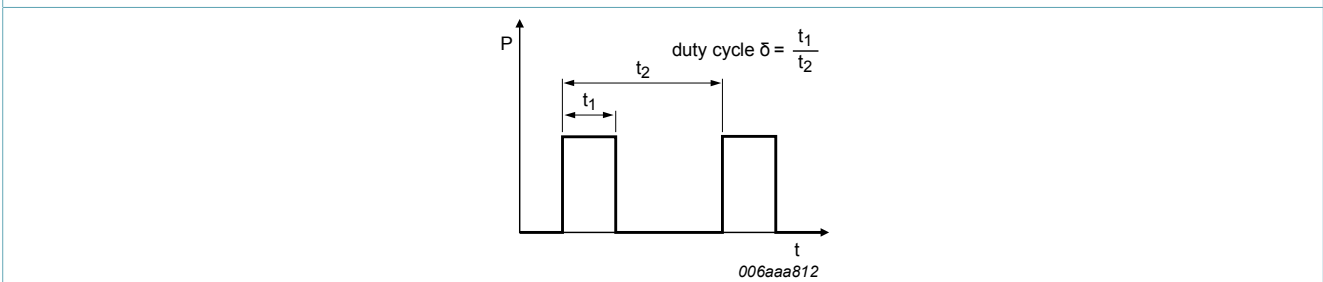 P
duty cycle δ = t1
t2
t2
t1
t
006aaa812